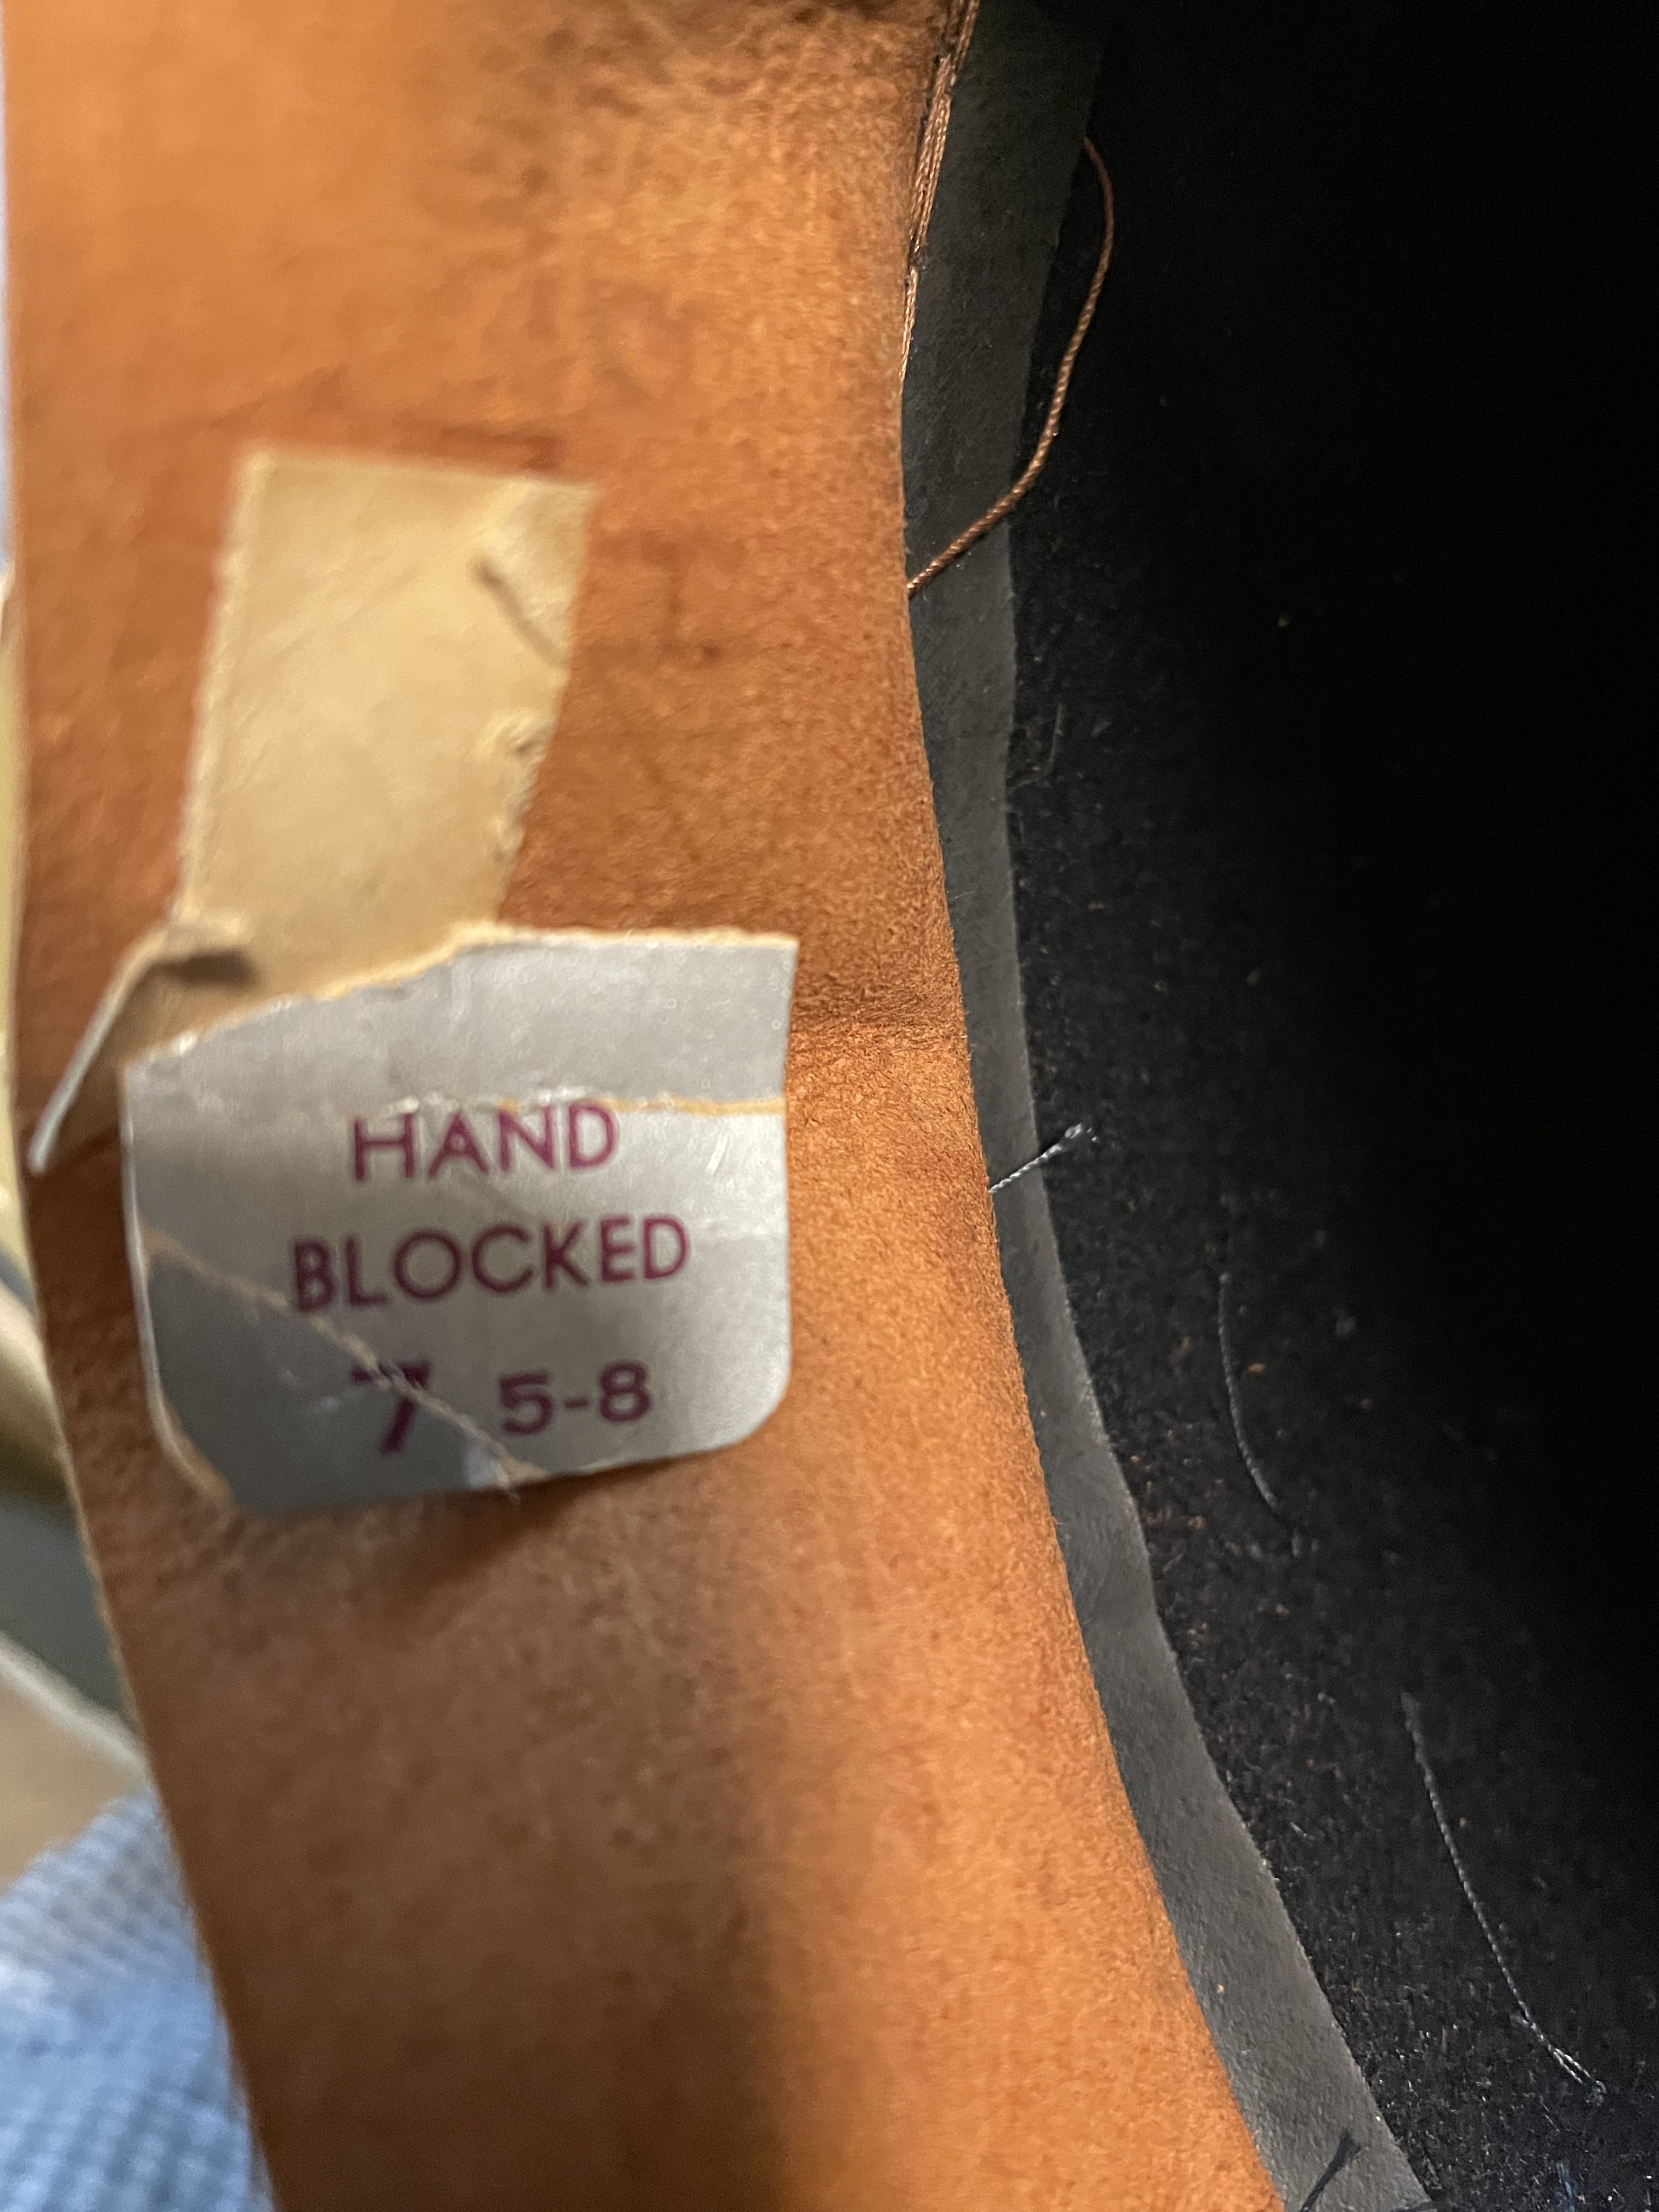 HAND
BLOCKED
7 5-8